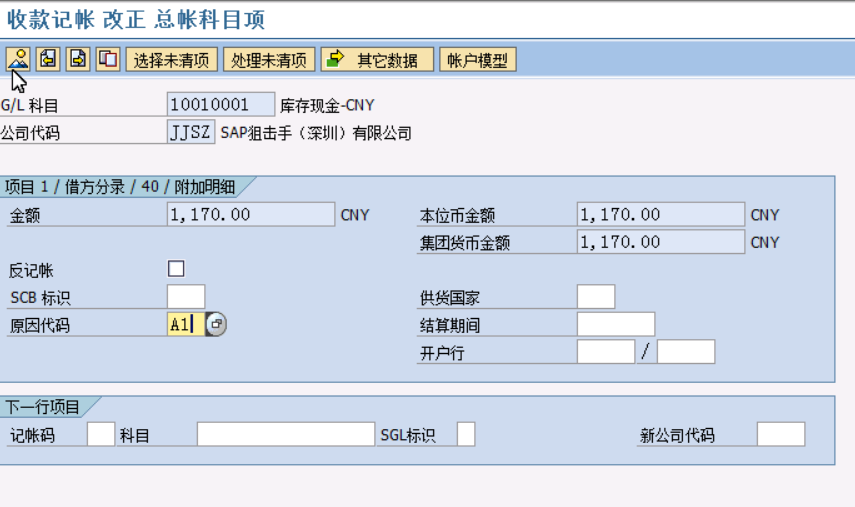 收款记帐 改正 总帐科目项
选择未清项 处理未清项 其它数据 帐户模型
G/L 科目 10010001 库存现金-CNY
公司代码 JJSZ SAP狙击手（深圳）有限公司
项目 1 / 借方分录 / 40 / 附加明细
金额 1,170.00 CNY 本位币金额 1,170.00 CNY
集团货币金额 1,170.00 CNY
反记帐
SCB 标识 供货国家
原因代码 A1 结算期间
开户行 /
下一行项目
记帐码 科目 SGL标识 新公司代码